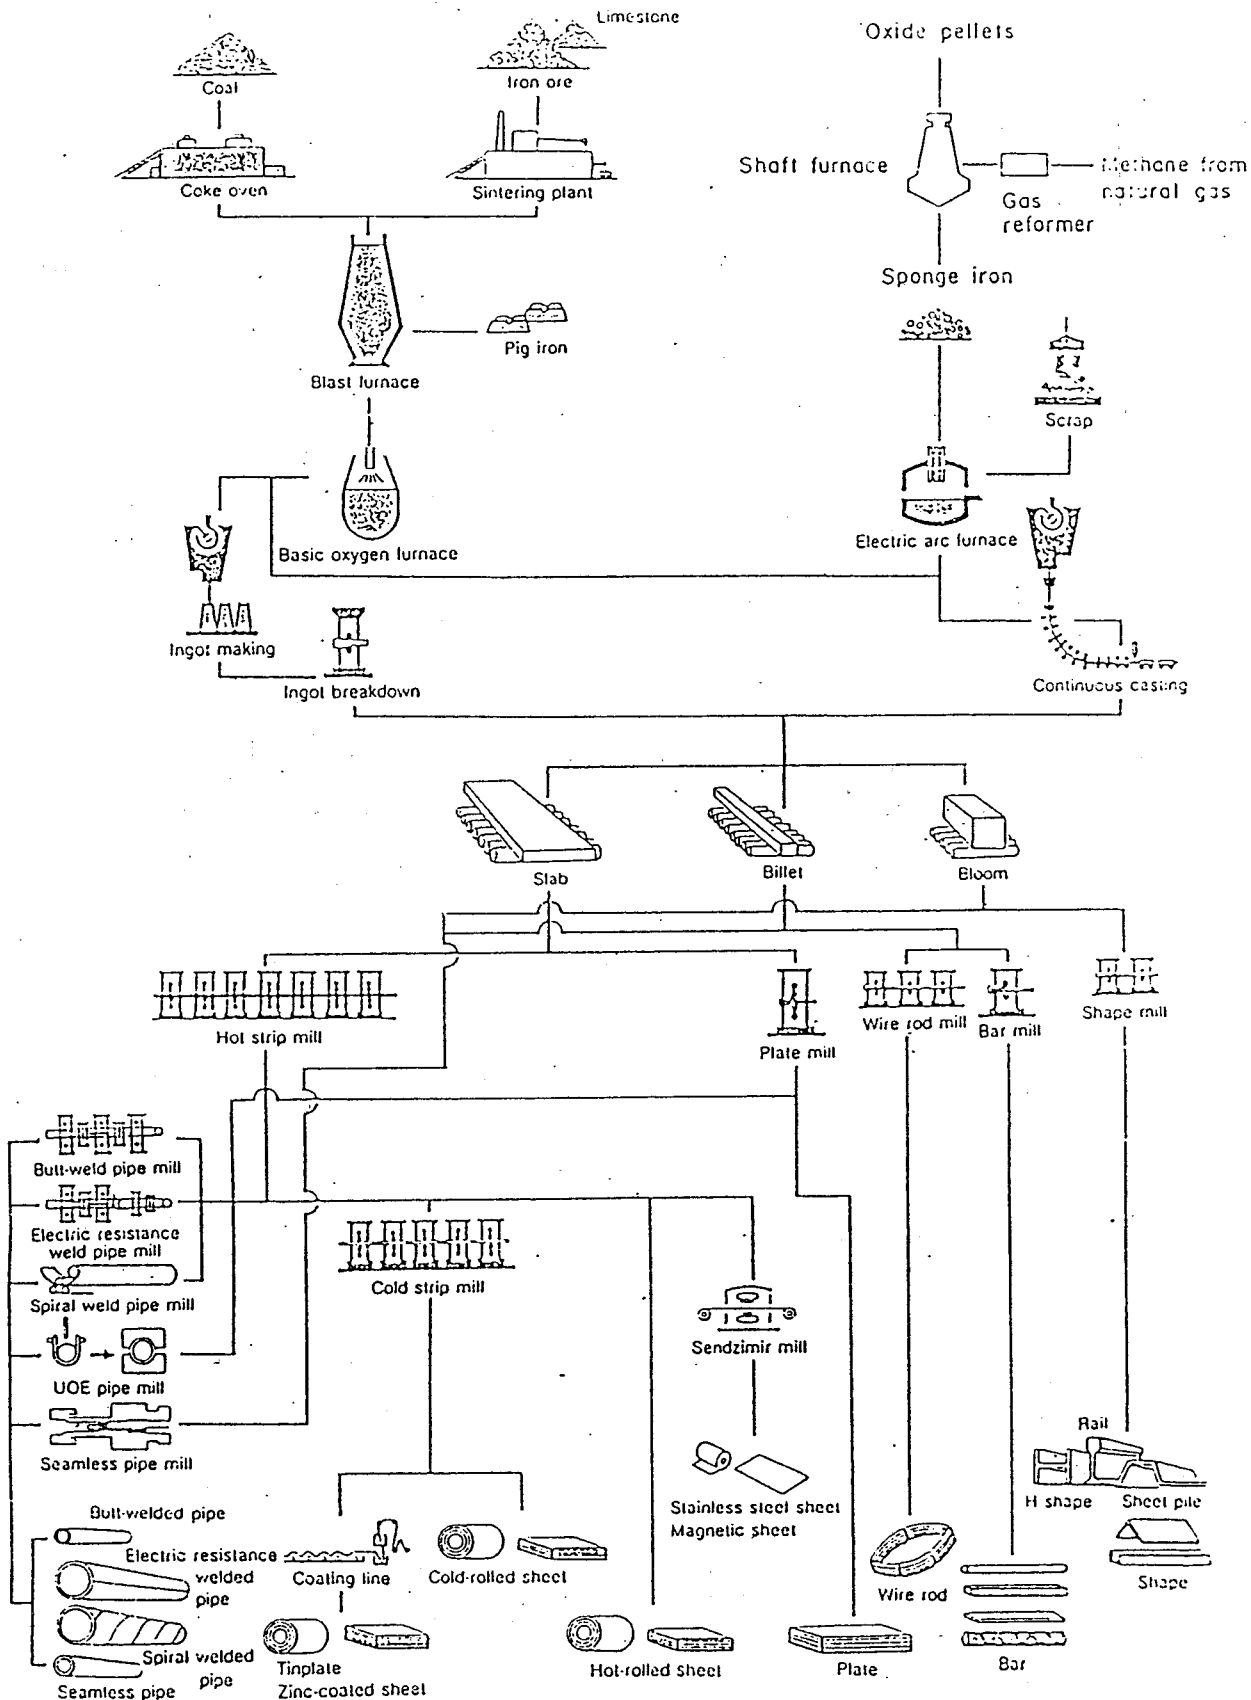 Limestone
Oxide pellets
Coal
Iron ore
Shaft furnace
Methane from
natural gas
Gas
reformer
Coke oven
Sintering plant
Sponge iron
Pig iron
Blast furnace
Scrap
Basic oxygen furnace
Electric arc furnace
Ingot making
Ingot breakdown
Continuous casting
Slab
Billet
Bloom
Hot strip mill
Plate mill
Wire rod mill
Bar mill
Shape mill
Butt-weld pipe mill
Electric resistance
weld pipe mill
Cold strip mill
Spiral weld pipe mill
Sendzimir mill
UOE pipe mill
Seamless pipe mill
Rail
H shape
Sheet pile
Stainless steel sheet
Magnetic sheet
Butt-welded pipe
Electric resistance
welded
pipe
Coating line
Cold-rolled sheet
Wire rod
Shape
Spiral welded
pipe
Seamless pipe
Tinplate
Zinc-coated sheet
Hot-rolled sheet
Plate
Bar